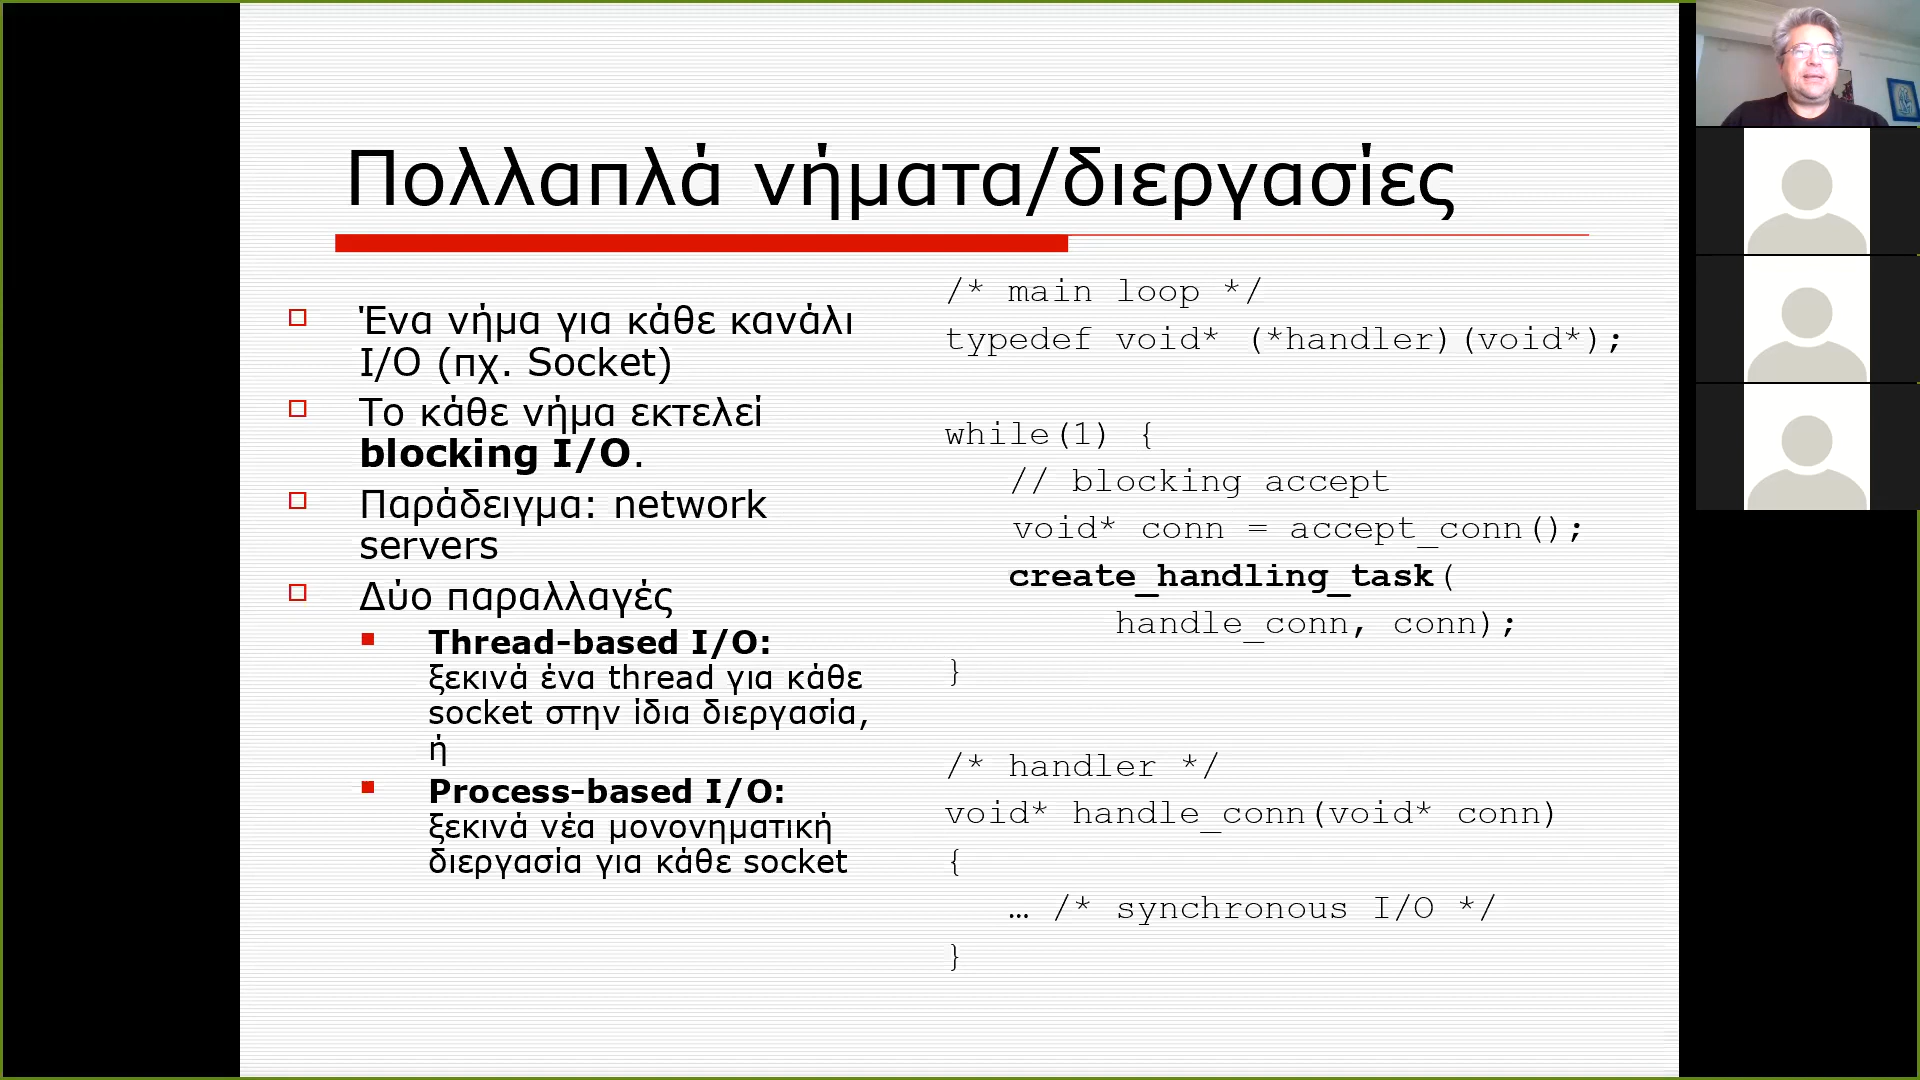 Πολλαπλά νήματα/διεργασίες
Ένα νήμα για κάθε κανάλι
I/O (πχ. Socket)
Το κάθε νήμα εκτελεί
blocking I/O.
Παράδειγμα: network
servers
Δύο παραλλαγές
Thread-based I/O:
ξεκινά ένα thread για κάθε
socket στην ίδια διεργασία,
ή
Process-based I/O:
ξεκινά νέα μονονηματική
διεργασία για κάθε socket
/* main loop */
typedef void* (*handler)(void*);
while(1) {
// blocking accept
void* conn = accept_conn();
create_handling_task(
handle_conn, conn);
}
/* handler */
void* handle_conn(void* conn)
{
… /* synchronous I/O */
}